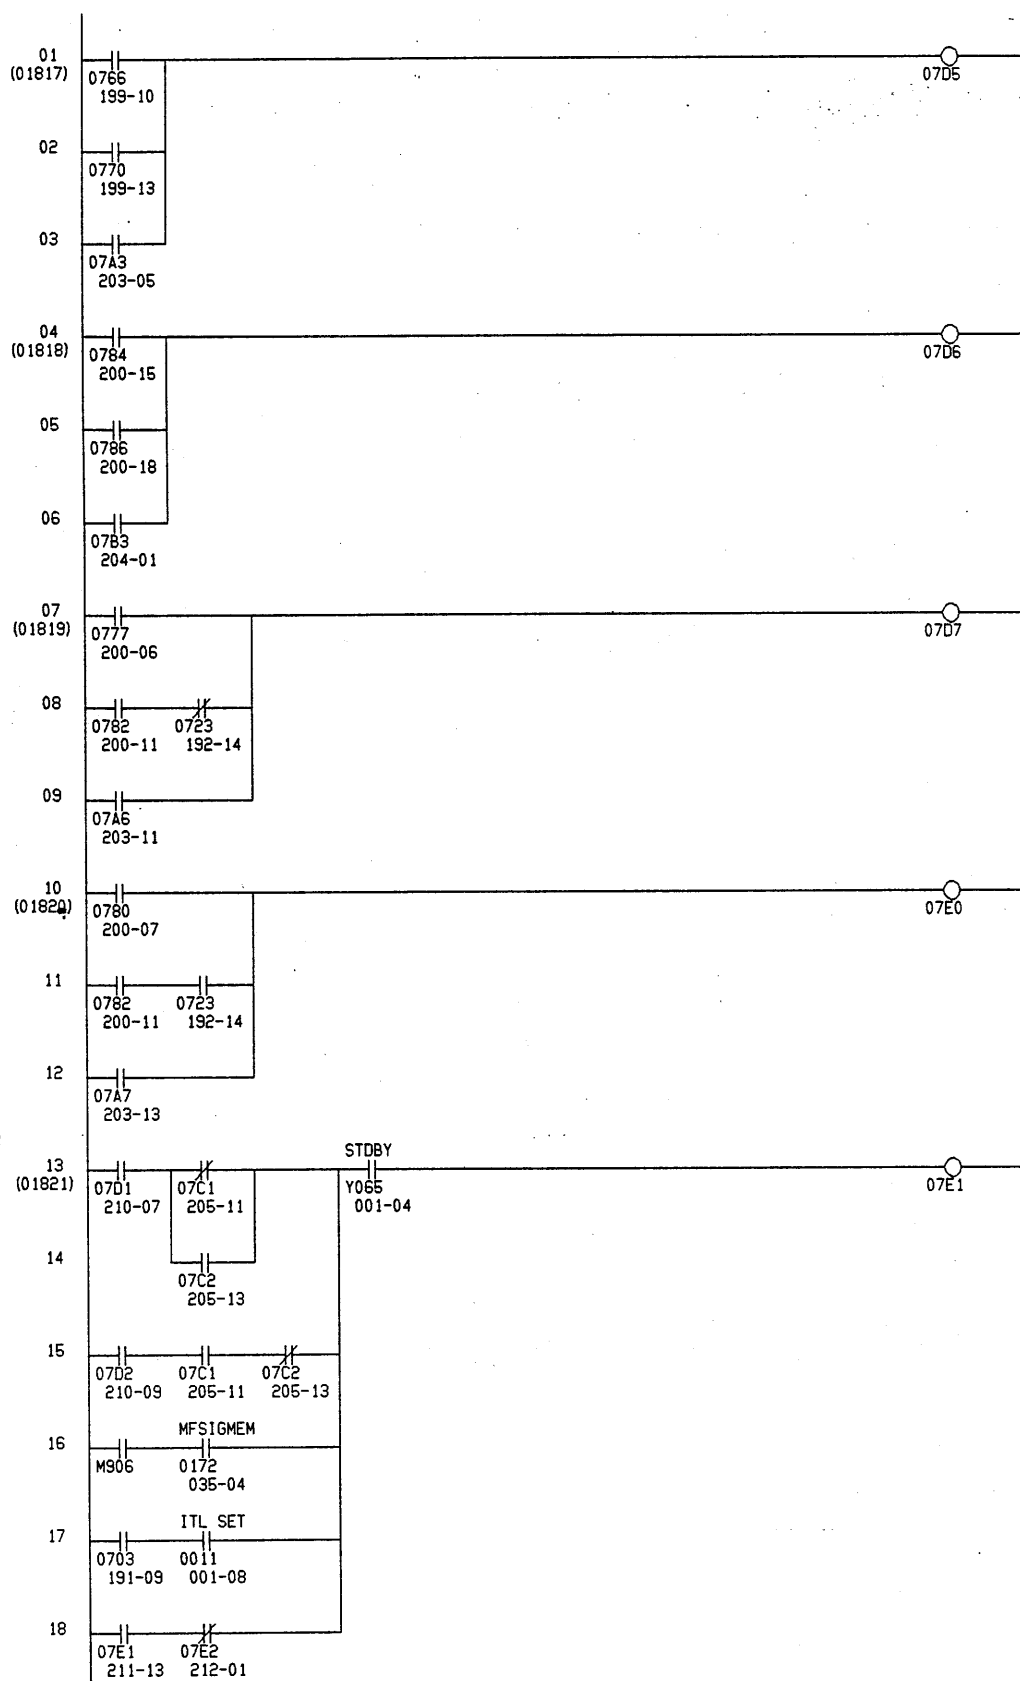 01
(01817)
0766
199-10
07D5
02
0770
199-13
03
07A3
203-05
04
(01818)
0784
200-15
07D6
05
0786
200-18
06
07B3
204-01
07
(01819)
0777
200-06
07D7
08
0782 0723
200-11 192-14
09
07A6
203-11
10
(01820)
0780
200-07
07E0
11
0782 0723
200-11 192-14
12
07A7
203-13
STDBY
13
(01821)
07D1 07C1 Y065 07E1
210-07 205-11 001-04
14
07C2
205-13
15
07D2 07C1 07C2
210-09 205-11 205-13
MFSIGMEM
16
M906 0172
035-04
ITL SET
17
0703 0011
191-09 001-08
18
07E1 07E2
211-13 212-01